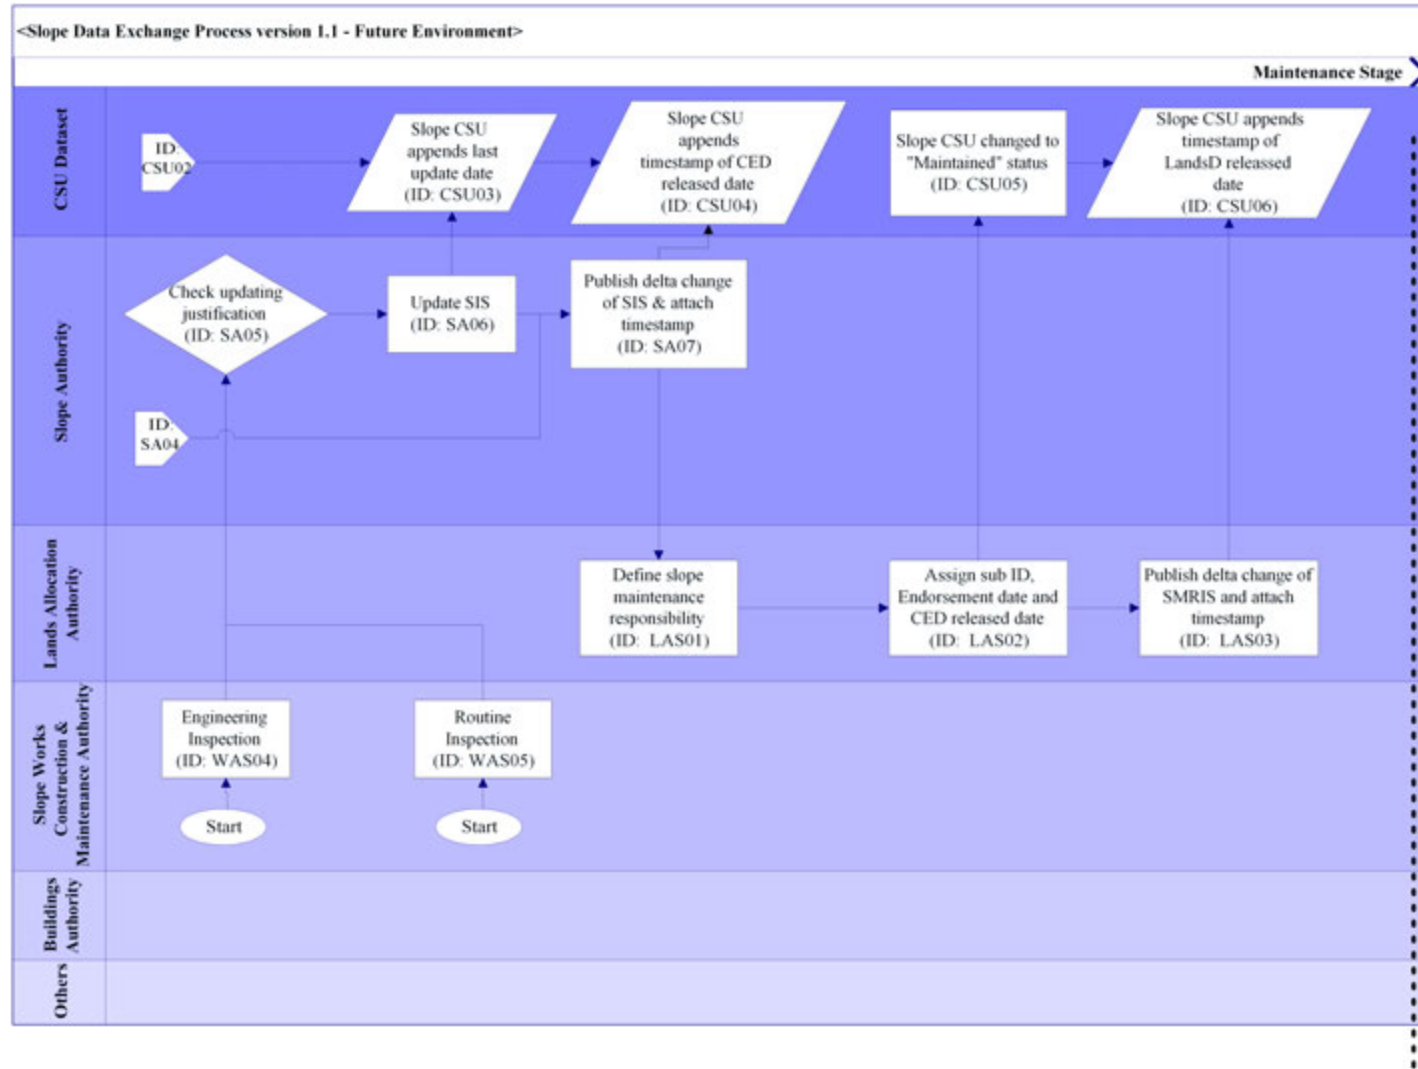 <Slope Data Exchange Process version 1.1 - Future Environment>
Maintenance Stage
CSU Dataset
ID:
CSU02
Slope CSU
appends last
update date
(ID: CSU03)
Slope CSU
appends
timestamp of CED
released date
(ID: CSU04)
Slope CSU changed to
"Maintained" status
(ID: CSU05)
Slope CSU appends
timestamp of
LandsD releassed
date
(ID: CSU06)
Slope Authority
Check updating
justification
(ID: SA05)
Update SIS
(ID: SA06)
Publish delta change
of SIS & attach
timestamp
(ID: SA07)
ID:
SA04
Lands Allocation
Authority
Define slope
maintenance
responsibility
(ID: LAS01)
Assign sub ID,
Endorsement date and
CED released date
(ID: LAS02)
Publish delta change of
SMRIS and attach
timestamp
(ID: LAS03)
Slope Works
Construction &
Maintenance Authority
Engineering
Inspection
(ID: WAS04)
Routine
Inspection
(ID: WAS05)
Start
Start
Buildings
Authority
Others